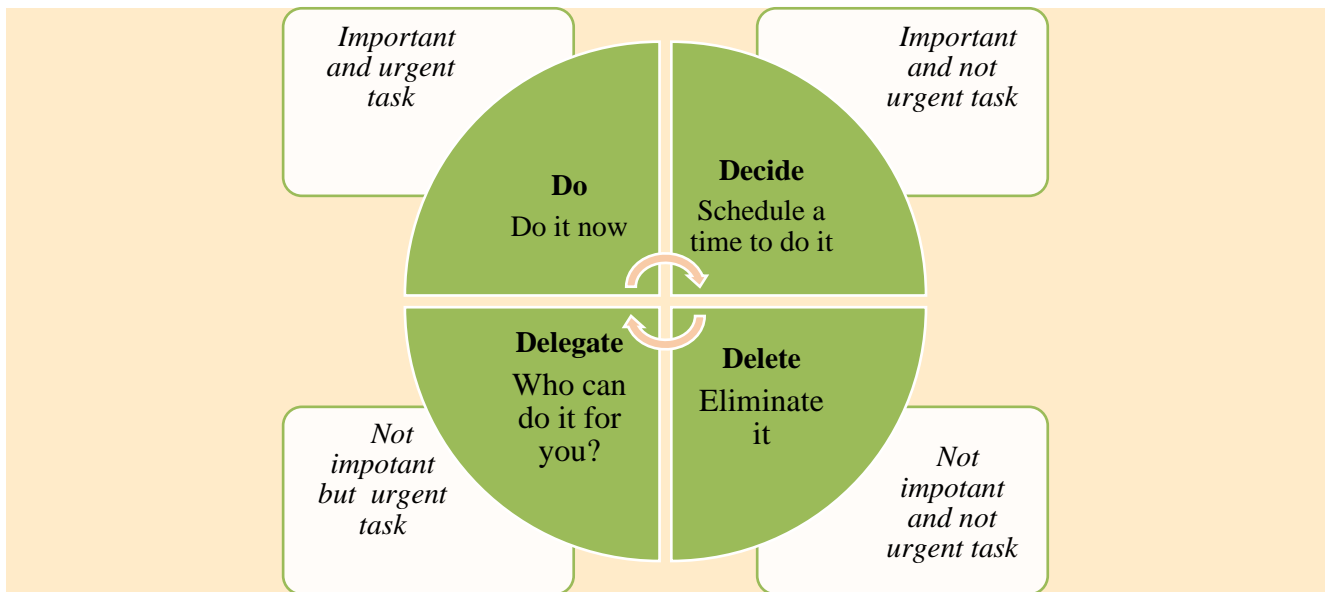 Important
and urgent
task
Important
and not
urgent task
Do
Do it now
Decide
Schedule a
time to do it
Delegate
Who can
do it for
you?
Delete
Eliminate
it
Not
impotant
but urgent
task
Not
impotant
and not
urgent task